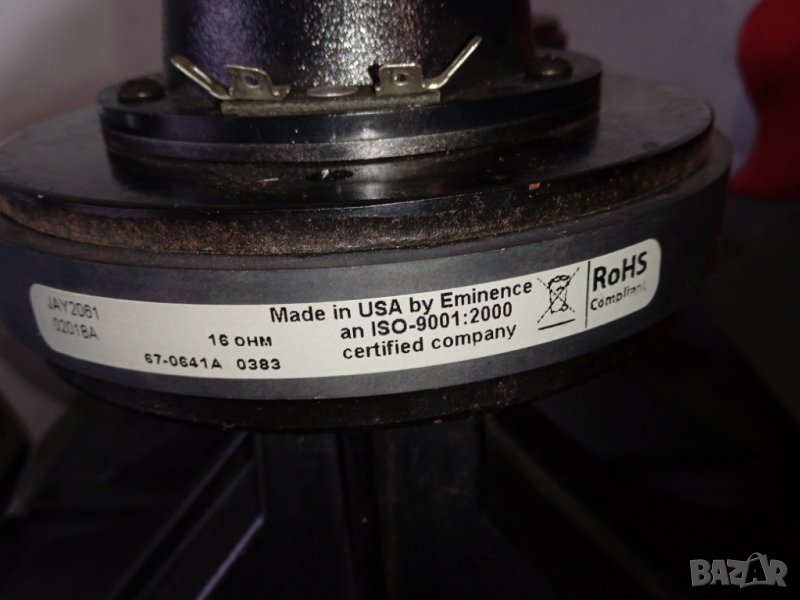 JAY2061
02018A
16 OHM
67-0641A 0383
Made in USA by Eminence
an ISO-9001:2000
certified company
RoHS
Compliant
BAZAR